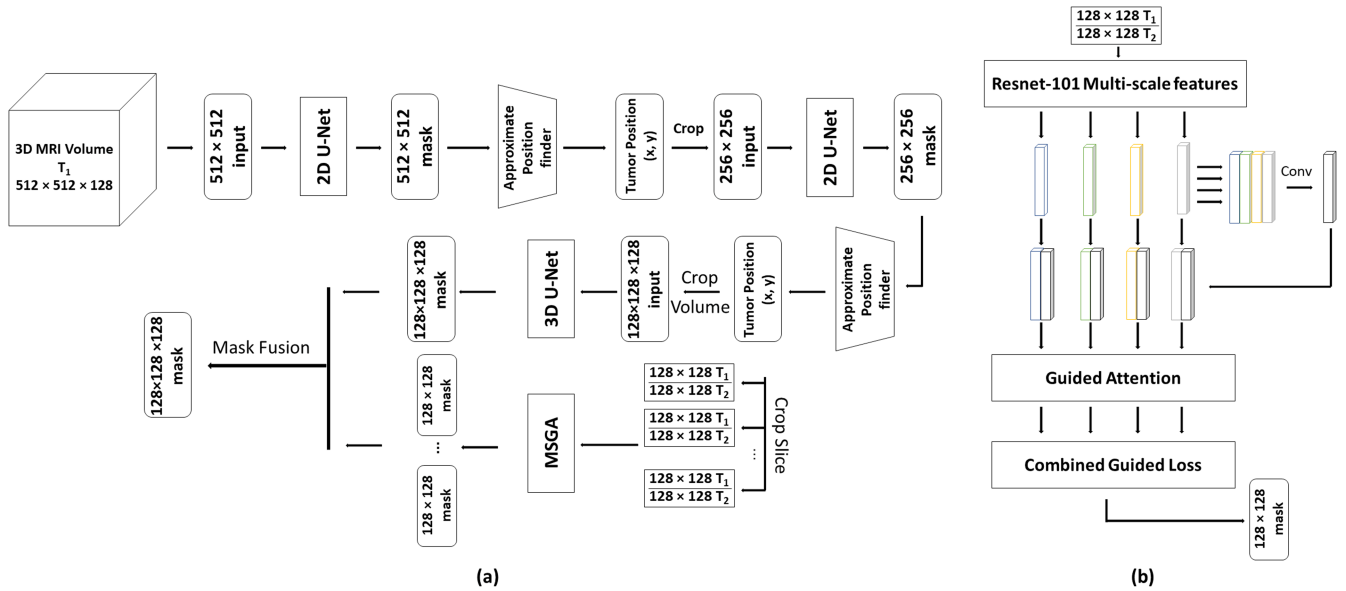 3D MRI Volume
T1
512 × 512 × 128
512 × 512
input
2D U-Net
512 × 512
mask
Approximate
Position
finder
Tumor Position
(x, y)
Crop
256 × 256
input
2D U-Net
256 × 256
mask
Approximate
Position
finder
Tumor Position
(x, y)
Crop
Volume
128×128 ×128
input
3D U-Net
128×128 ×128
mask
Mask Fusion
128×128 ×128
mask
Crop Slice
128 × 128 T1
128 × 128 T2
128 × 128 T1
128 × 128 T2
...
128 × 128 T1
128 × 128 T2
MSGA
128 × 128
mask
...
128 × 128
mask
(a)
128 × 128 T1
128 × 128 T2
Resnet-101 Multi-scale features
Conv
Guided Attention
Combined Guided Loss
128 × 128
mask
(b)